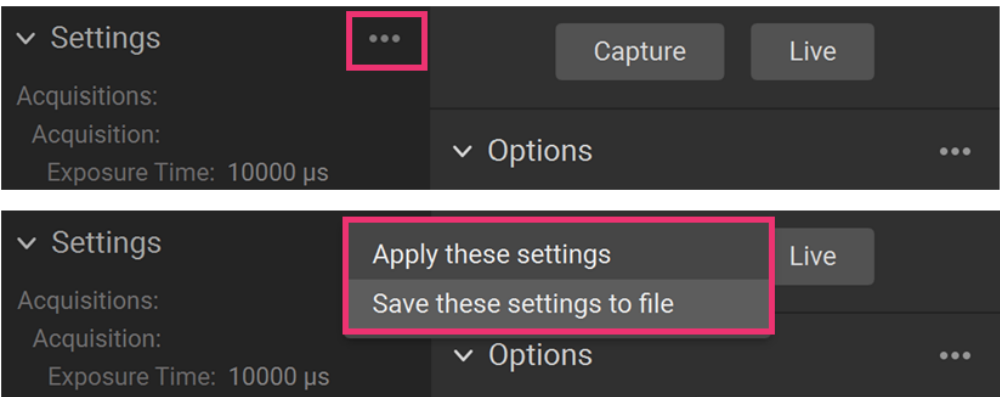 Settings
Capture
Live
Acquisitions:
Acquisition:
Exposure Time: 10000 µs
Options
Settings
Apply these settings
Save these settings to file
Live
Acquisitions:
Acquisition:
Exposure Time: 10000 µs
Options